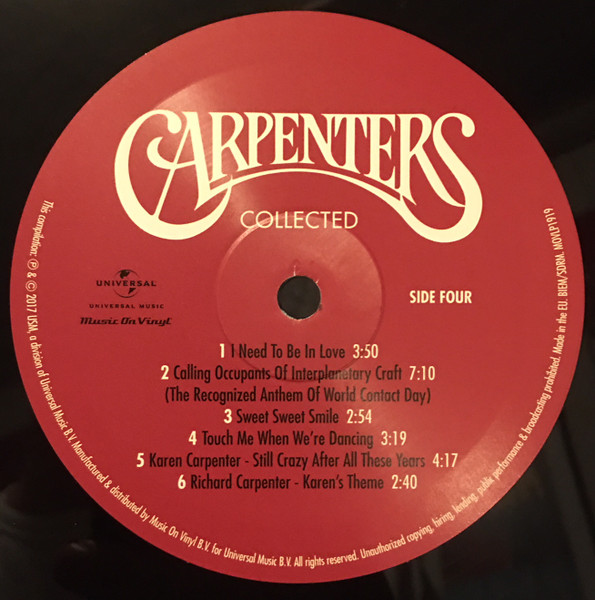 CARPENTERS
COLLECTED
UNIVERSAL
UNIVERSAL MUSIC
Music On Vinyl
SIDE FOUR
1 I Need To Be In Love 3:50
2 Calling Occupants Of Interplanetary Craft 7:10
(The Recognized Anthem Of World Contact Day)
3 Sweet Sweet Smile 2:54
4 Touch Me When We're Dancing 3:19
5 Karen Carpenter - Still Crazy After All These Years 4:17
6 Richard Carpenter - Karen's Theme 2:40
This compilation: ℗ & © 2017 USM, a division of Universal Music B.V. Manufactured & distributed by Music On Vinyl B.V. for Universal Music B.V. All rights reserved. Unauthorized copying, hiring, lending, public performance & broadcasting prohibited. Made in the EU. BIEM/SDRM. MOVLP1919